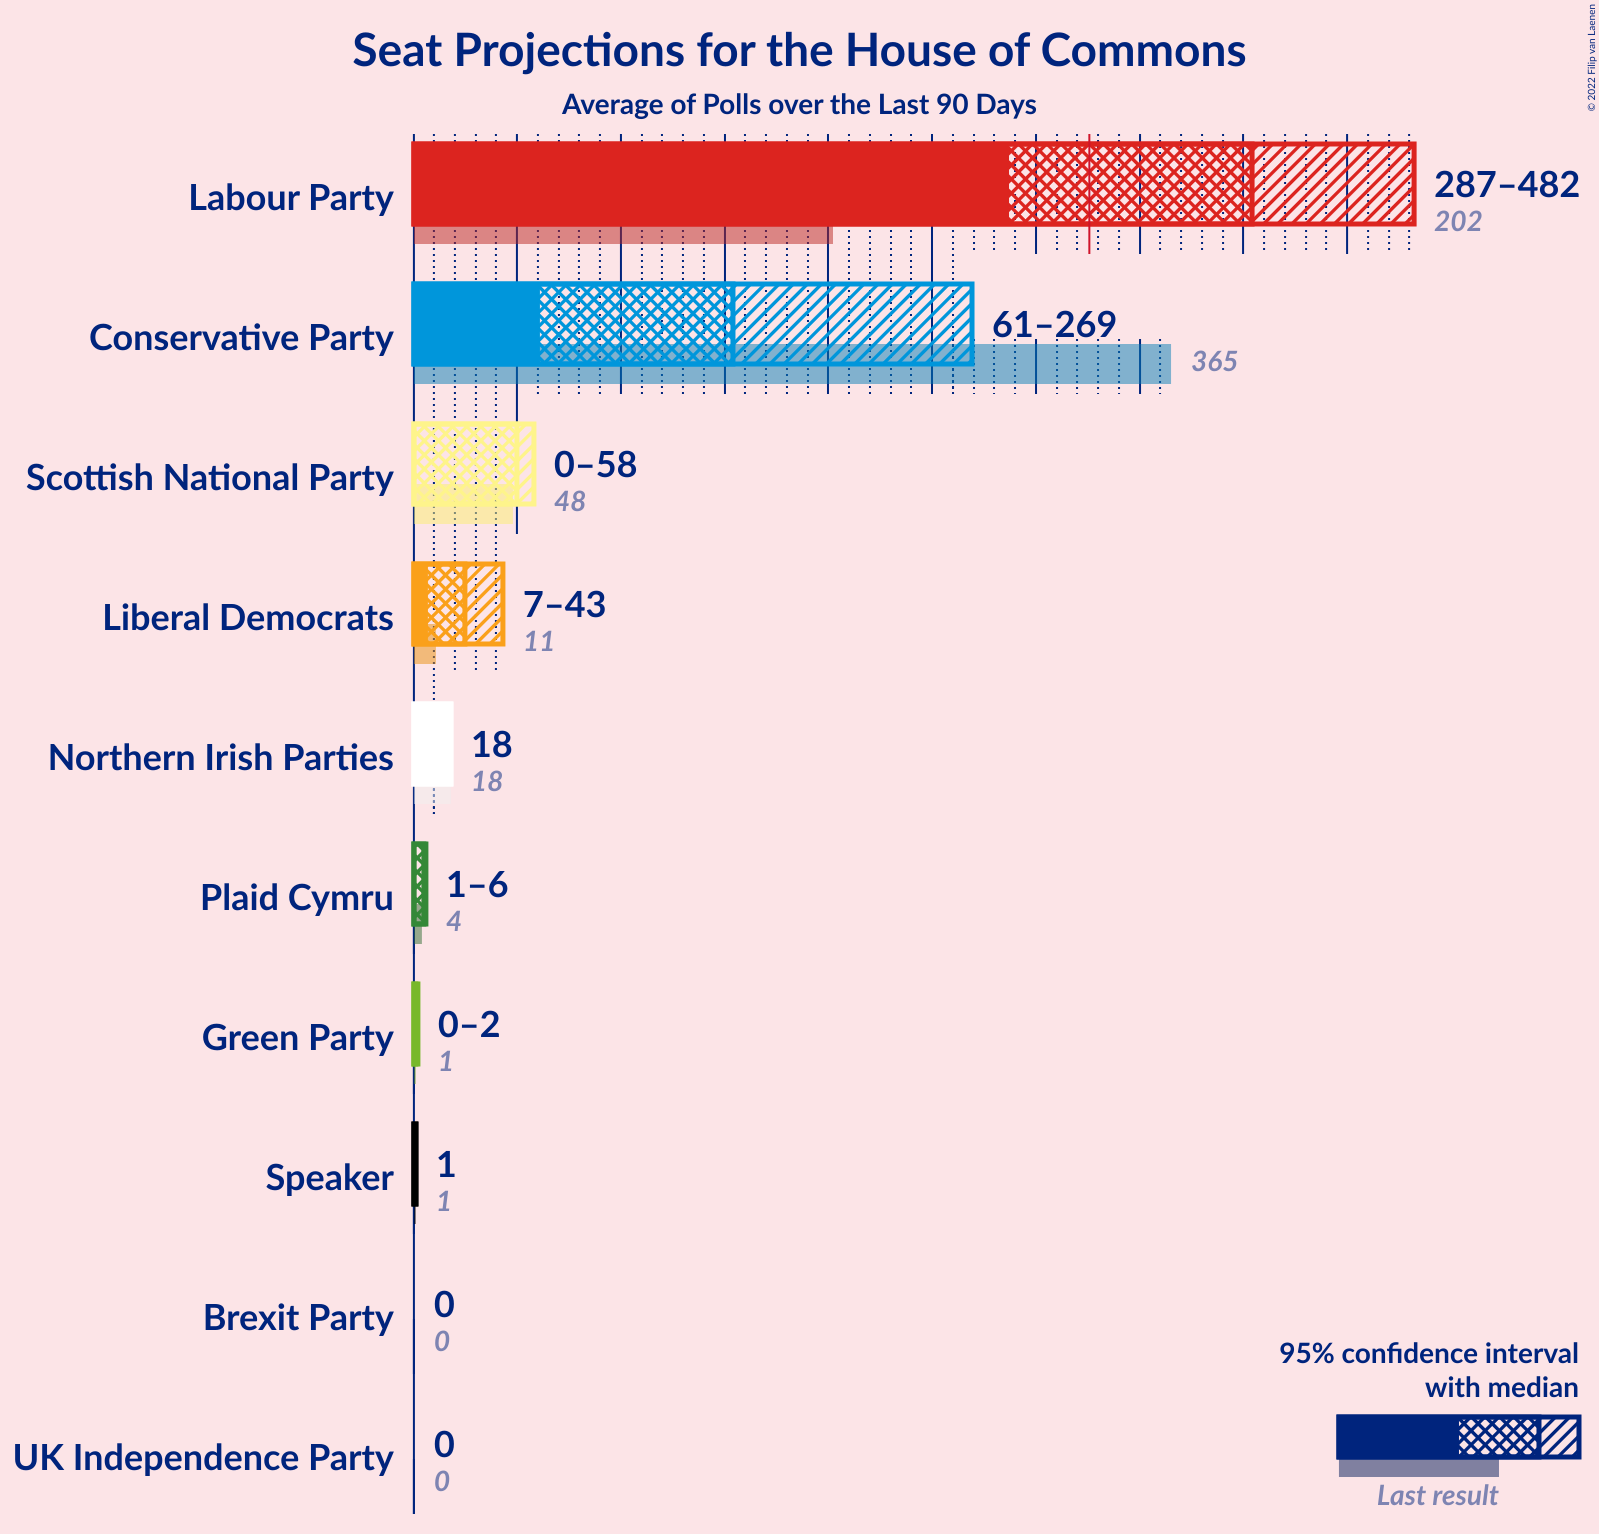 Seat Projections for the House of Commons
Average of Polls over the Last 90 Days
© 2022 Filip van Laenen
Labour Party
287–482
202
Conservative Party
61–269
365
Scottish National Party
0–58
48
Liberal Democrats
7–43
11
Northern Irish Parties
18
18
Plaid Cymru
1–6
4
Green Party
0–2
1
Speaker
1
1
Brexit Party
0
0
UK Independence Party
0
0
95% confidence interval
with median
Last result